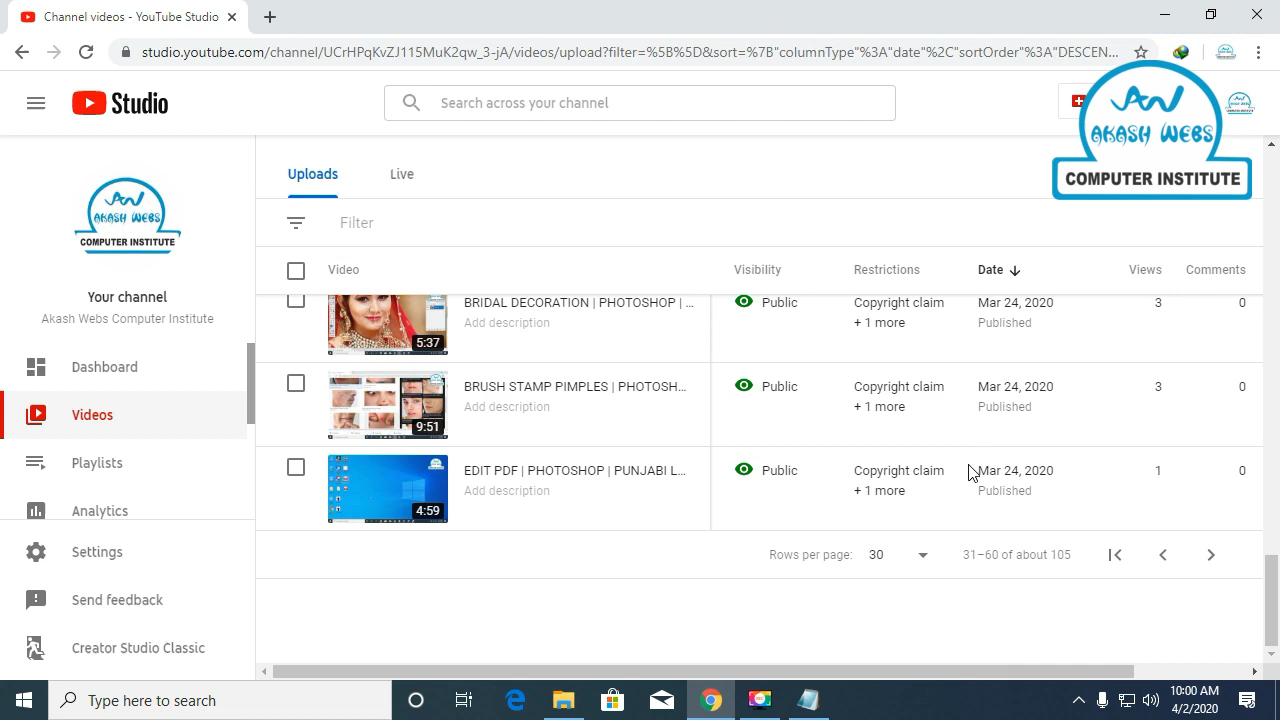 Channel videos - YouTube Studio
studio.youtube.com/channel/UCrHPqKvZJ115MuK2qw_3-jA/videos/upload?filter=%5B%5D&sort=%7B"columnType"%3A"date"%2C"sortOrder"%3A"DESCEN...
Studio
Search across your channel
AW
AKASH WEBS
COMPUTER INSTITUTE
Uploads
Live
Filter
Video
Visibility
Restrictions
Date
Views
Comments
AW
AKASH WEBS
COMPUTER INSTITUTE
Your channel
Akash Webs Computer Institute
Dashboard
Videos
Playlists
Analytics
Settings
Send feedback
Creator Studio Classic
5:37
BRIDAL DECORATION | PHOTOSHOP | ...
Add description
Public
Copyright claim
+ 1 more
Mar 24, 2020
Published
3
0
9:51
BRUSH STAMP PIMPLES | PHOTOSH...
Add description
Public
Copyright claim
+ 1 more
Mar 24, 2020
Published
3
0
4:59
EDIT PDF | PHOTOSHOP | PUNJABI L...
Add description
Public
Copyright claim
+ 1 more
Mar 24, 2020
Published
1
0
Rows per page: 30
31–60 of about 105
Type here to search
10:00 AM
4/2/2020